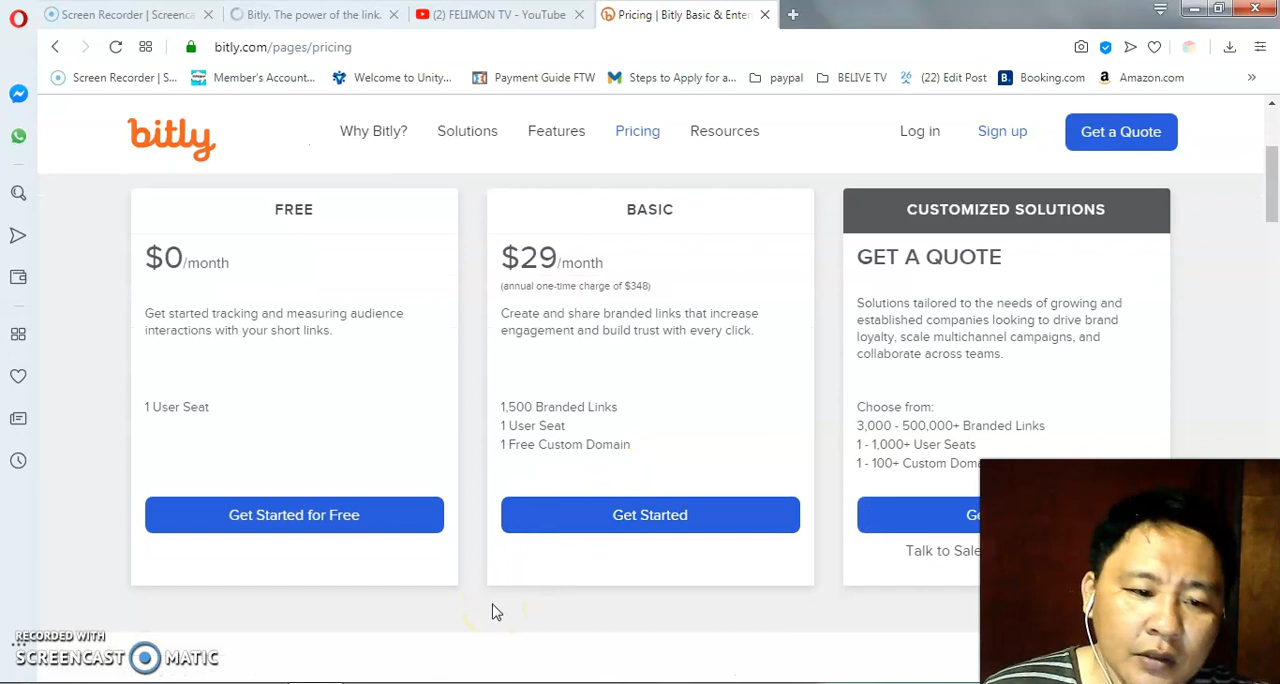 Screen Recorder | Screenca
Bitly. The power of the link.
(2) FELIMON TV - YouTube
Pricing | Bitly Basic & Enter
bitly.com/pages/pricing
Screen Recorder | S...
Member's Account...
Welcome to Unity...
Payment Guide FTW
Steps to Apply for a...
paypal
BELIVE TV
(22) Edit Post
B.
Booking.com
Amazon.com
bitly
Why Bitly?
Solutions
Features
Pricing
Resources
Log in
Sign up
Get a Quote
FREE
$0/month
Get started tracking and measuring audience
interactions with your short links.
1 User Seat
Get Started for Free
BASIC
$29/month
(annual one-time charge of $348)
Create and share branded links that increase
engagement and build trust with every click.
1,500 Branded Links
1 User Seat
1 Free Custom Domain
Get Started
CUSTOMIZED SOLUTIONS
GET A QUOTE
Solutions tailored to the needs of growing and
established companies looking to drive brand
loyalty, scale multichannel campaigns, and
collaborate across teams.
Choose from:
3,000 - 500,000+ Branded Links
1 - 1,000+ User Seats
1 - 100+ Custom Doma
Ge
Talk to Sale
RECORDED WITH
SCREENCAST MATIC